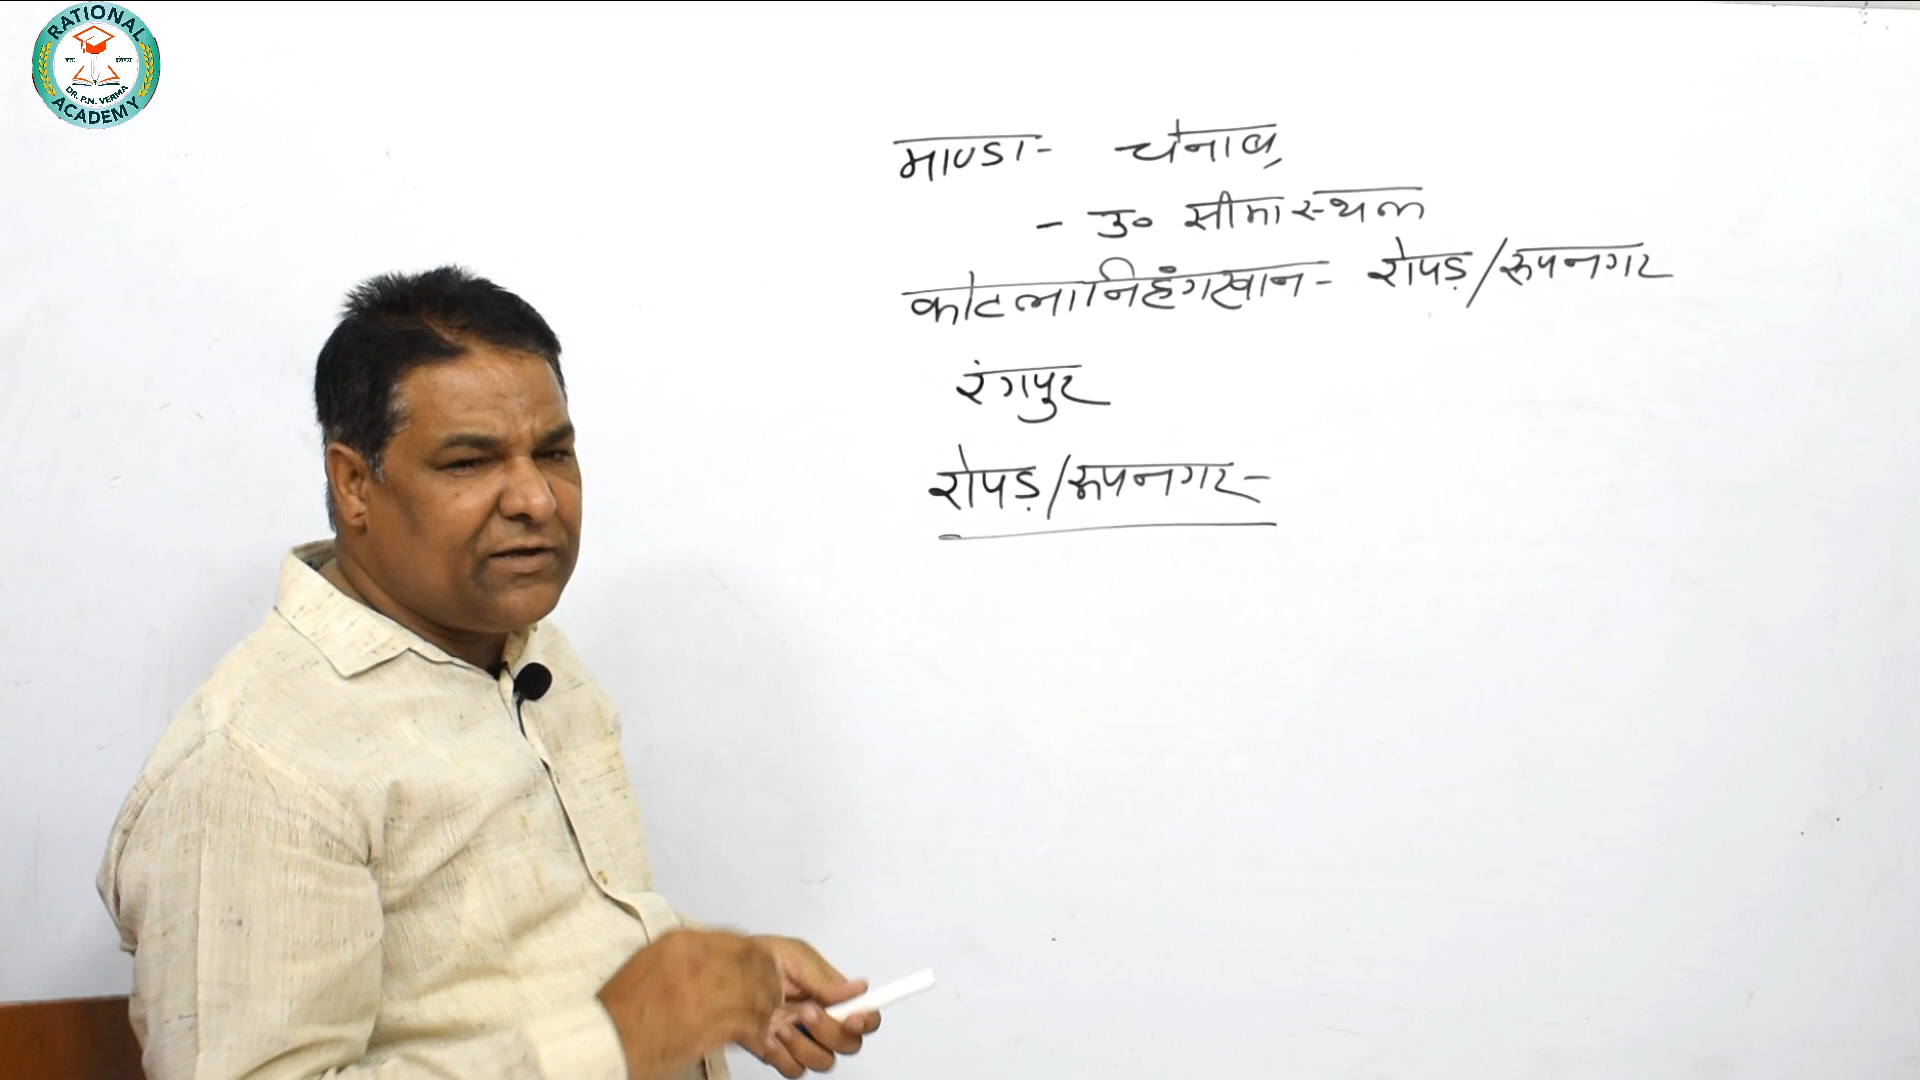 RATIONAL
DR. P.N. VERMA
ACADEMY
माण्डा - चेनाब,
- उ० सीमा स्थल
कोटलानिहंगखान - रोपड़/रूपनगर
रंगपुर
रोपड़/रूपनगर -